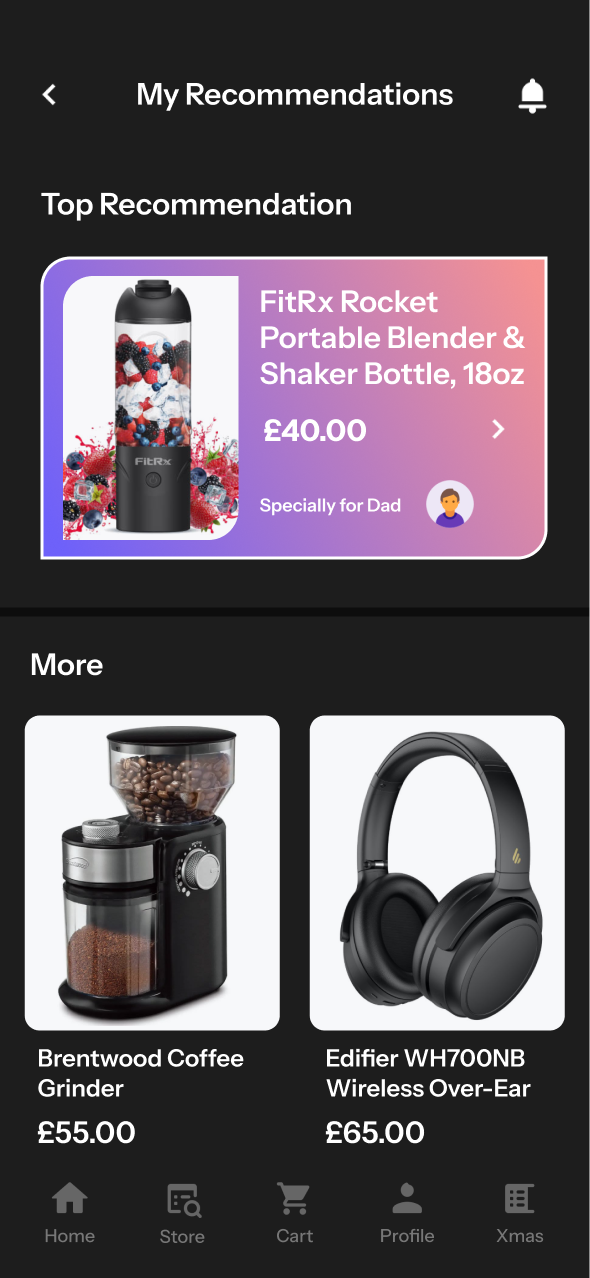 My Recommendations
Top Recommendation
FitRx Rocket
Portable Blender &
Shaker Bottle, 18oz
£40.00
Specially for Dad
FitRx
More
Brentwood Coffee
Grinder
£55.00
Edifier WH700NB
Wireless Over-Ear
£65.00
Home
Store
Cart
Profile
Xmas